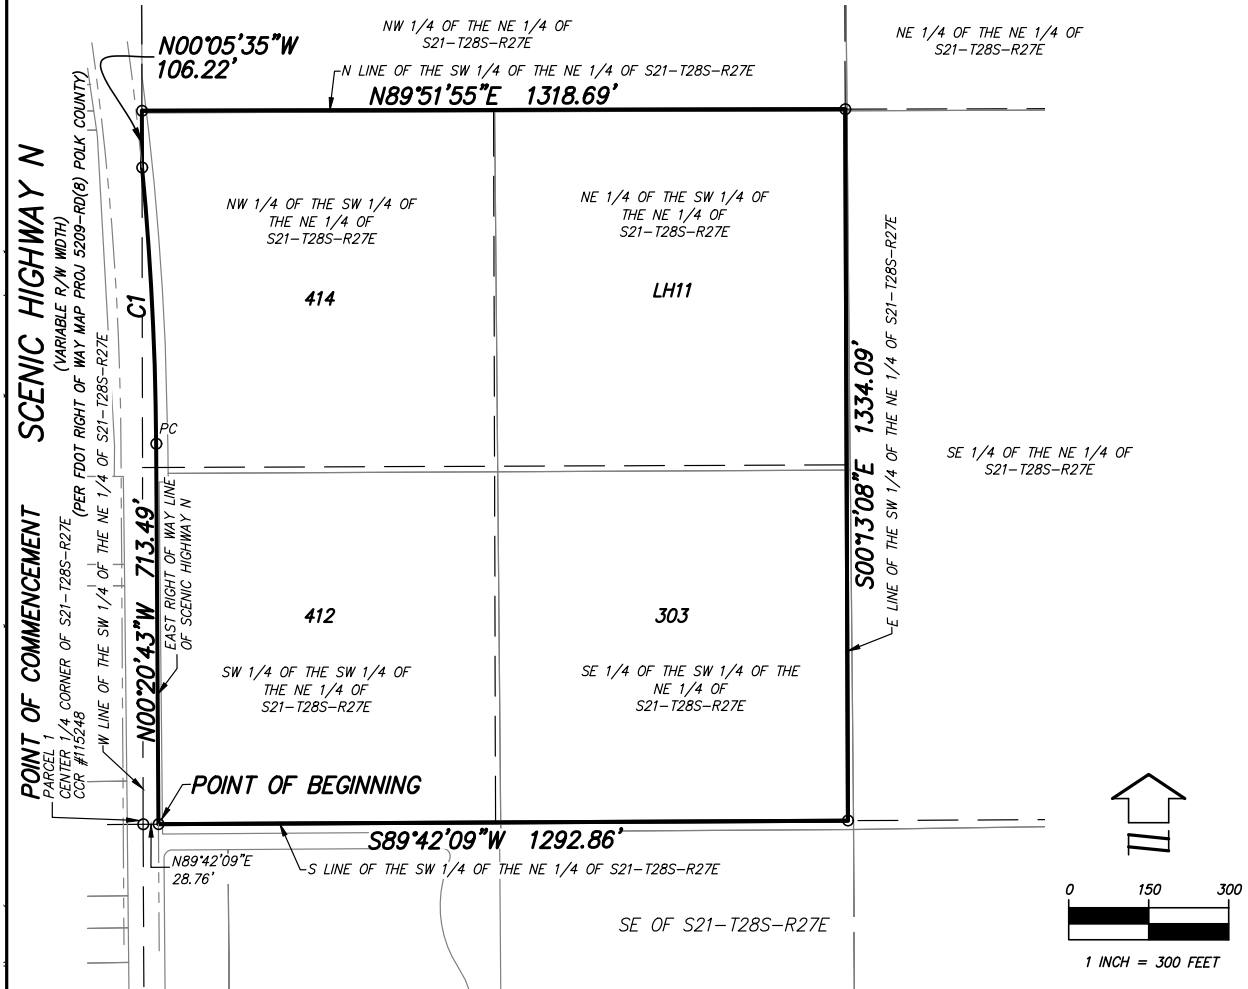 NW 1/4 OF THE NE 1/4 OF
S21-T28S-R27E
NE 1/4 OF THE NE 1/4 OF
S21-T28S-R27E
N00°05'35"W
106.22'
N LINE OF THE SW 1/4 OF THE NE 1/4 OF S21-T28S-R27E
N89°51'55"E 1318.69'
SCENIC HIGHWAY N
(VARIABLE R/W WIDTH)
(PER FDOT RIGHT OF WAY MAP PROJ 5209-RD(8) POLK COUNTY)
W LINE OF THE SW 1/4 OF THE NE 1/4 OF S21-T28S-R27E
NW 1/4 OF THE SW 1/4 OF
THE NE 1/4 OF
S21-T28S-R27E
414
NE 1/4 OF THE SW 1/4 OF
THE NE 1/4 OF
S21-T28S-R27E
LH11
C1
PC
S00°13'08"E 1334.09'
E LINE OF THE SW 1/4 OF THE NE 1/4 OF S21-T28S-R27E
SE 1/4 OF THE NE 1/4 OF
S21-T28S-R27E
POINT OF COMMENCEMENT
PARCEL 1
CENTER 1/4 CORNER OF S21-T28S-R27E
CCR #115248
N00°20'43"W 713.49'
EAST RIGHT OF WAY LINE
OF SCENIC HIGHWAY N
412
SW 1/4 OF THE SW 1/4 OF
THE NE 1/4 OF
S21-T28S-R27E
303
SE 1/4 OF THE SW 1/4 OF THE
NE 1/4 OF
S21-T28S-R27E
POINT OF BEGINNING
S89°42'09"W 1292.86'
N89°42'09"E
28.76'
S LINE OF THE SW 1/4 OF THE NE 1/4 OF S21-T28S-R27E
SE OF S21-T28S-R27E
0 150 300
1 INCH = 300 FEET